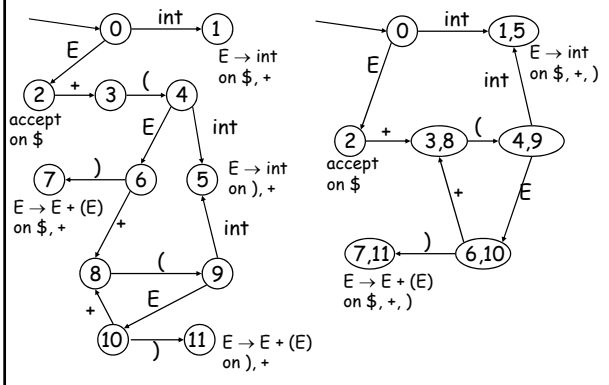 0 int 1
E
E → int
on $, +
2 + 3 ( 4
accept
on $
E int
7 ) 6 5 E → int
on ), +
E → E + (E)
on $, +
+ int
8 ( 9
+ E
10 ) 11 E → E + (E)
on ), +
0 int 1,5
E
E → int
on $, +, )
int
2 + 3,8 ( 4,9
accept
on $
+ E
7,11 ) 6,10
E → E + (E)
on $, +, )